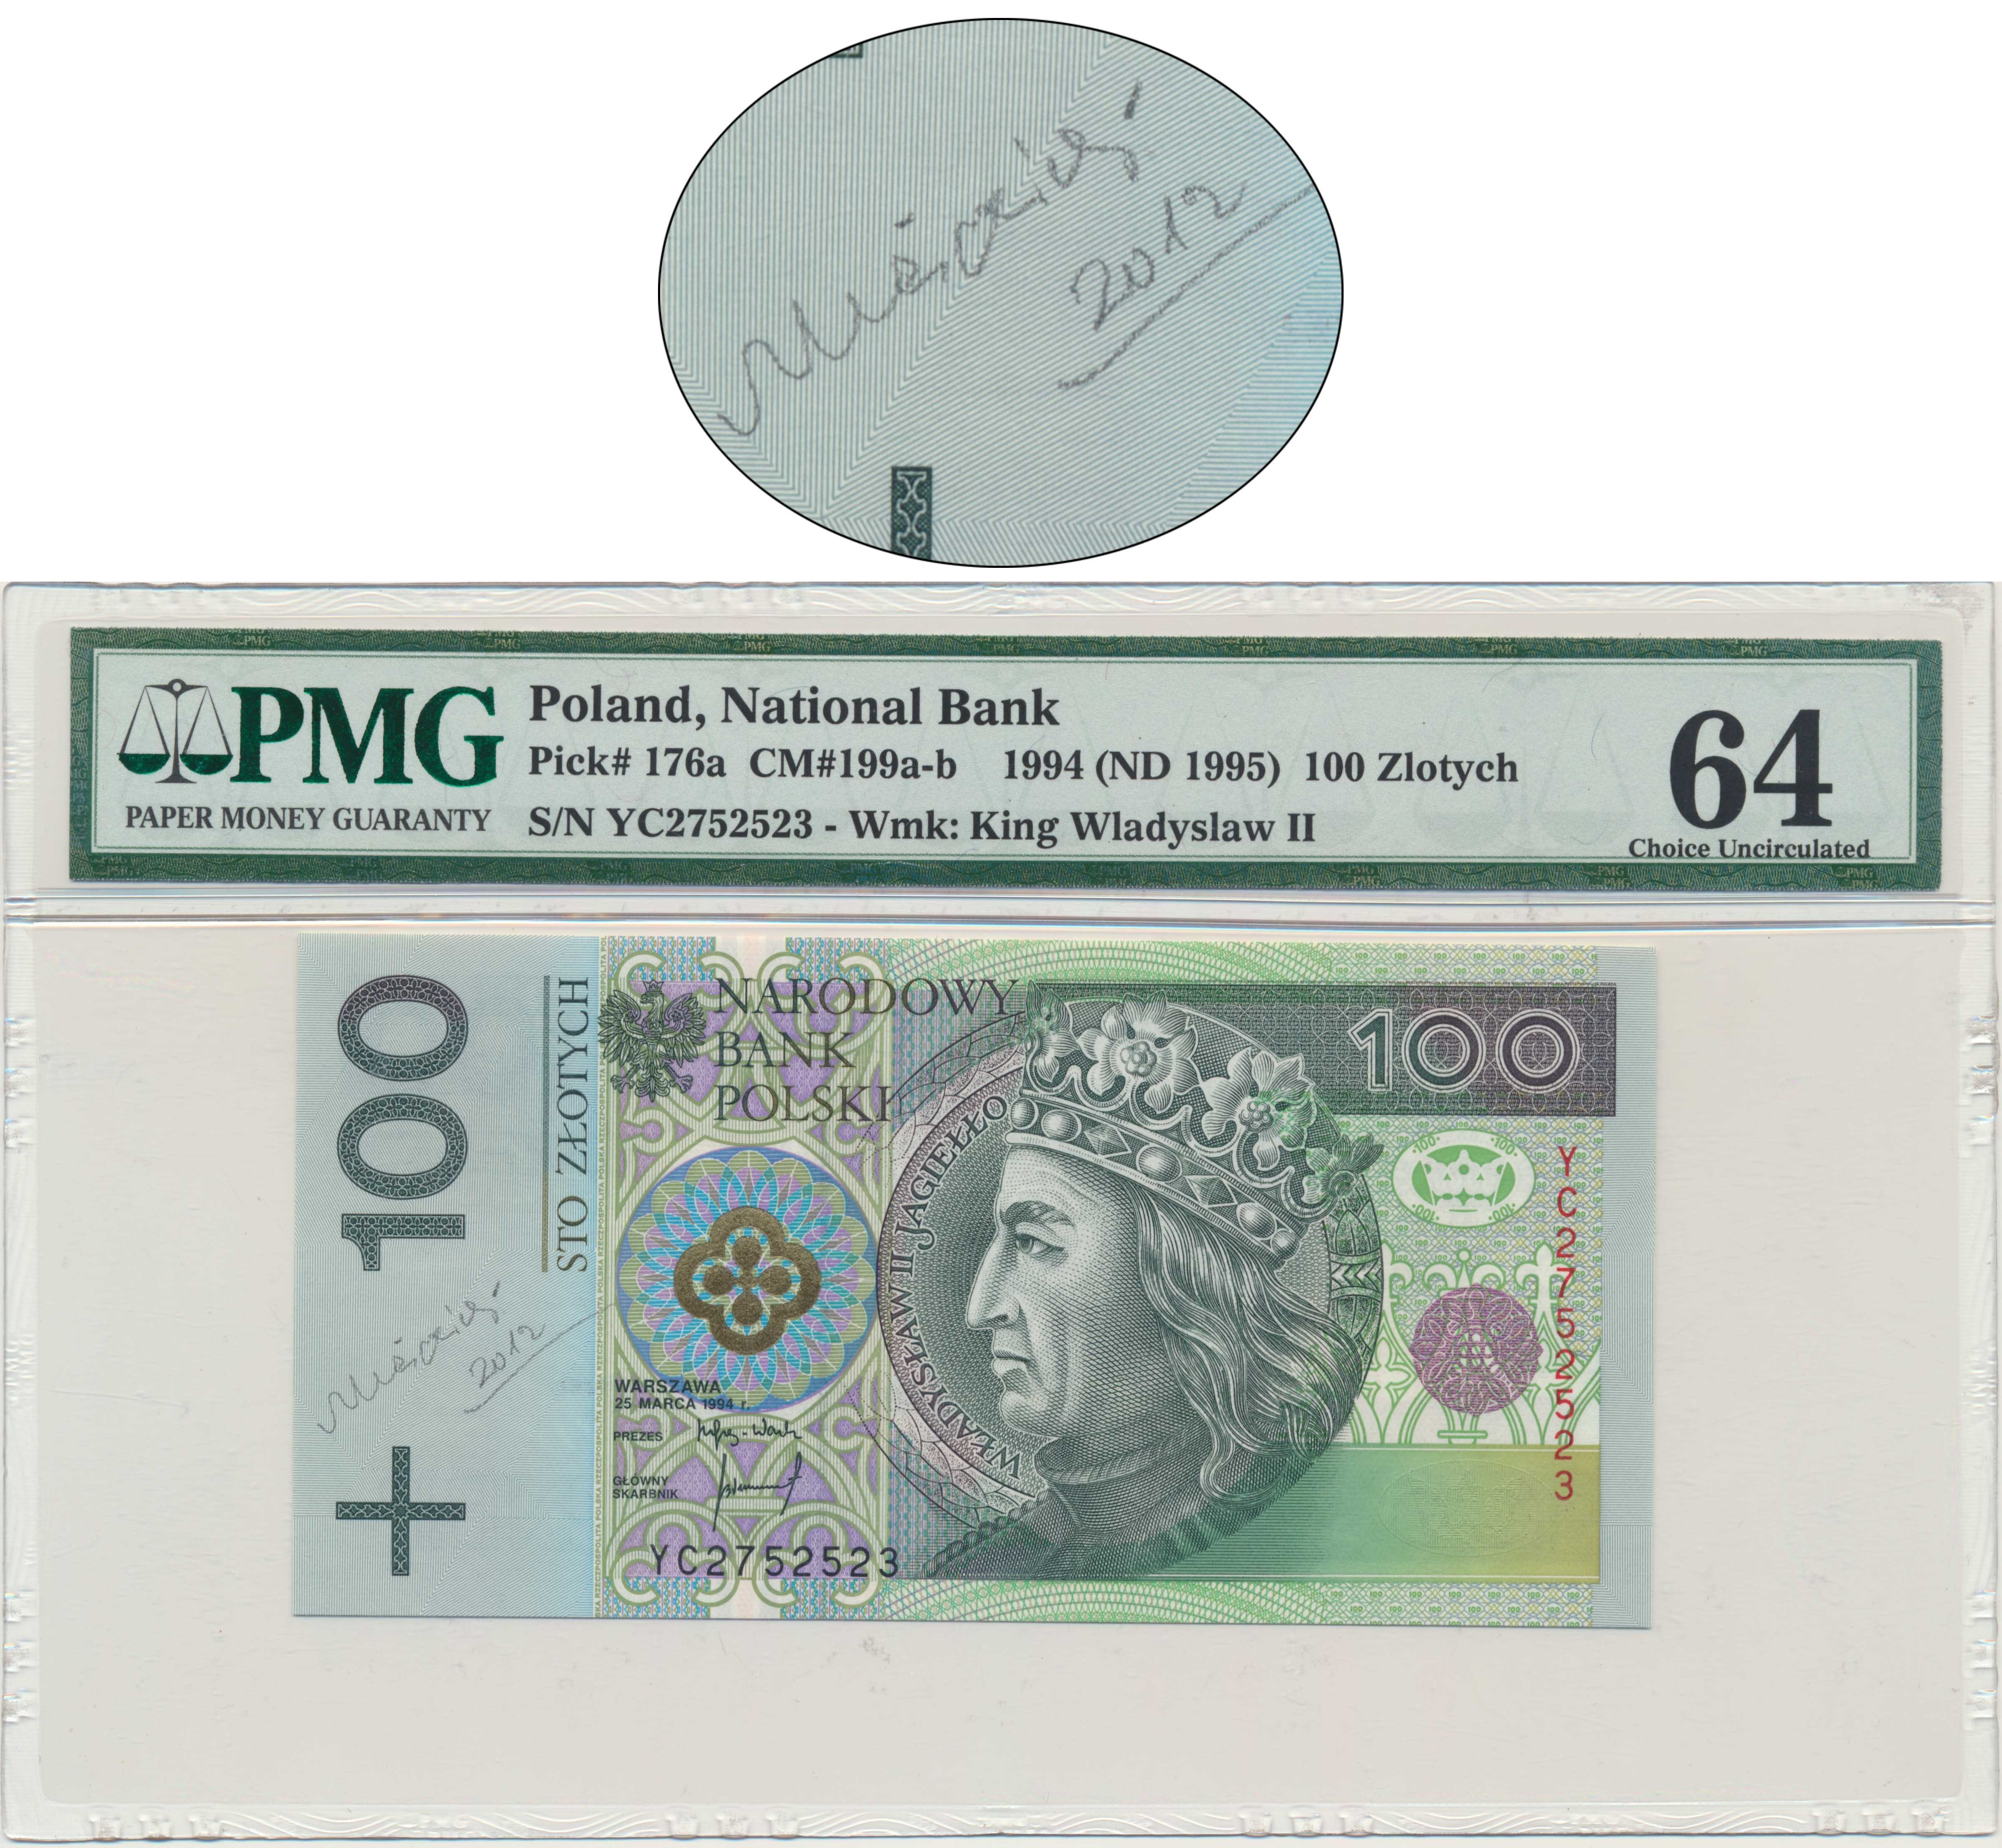 2012
PMG
PAPER MONEY GUARANTY
Poland, National Bank
Pick# 176a CM#199a-b 1994 (ND 1995) 100 Zlotych
S/N YC2752523 - Wmk: King Wladyslaw II
64
Choice Uncirculated
100
STO ZŁOTYCH
NARODOWY
BANK
POLSKI
100
WŁADYSŁAW II JAGIEŁŁO
YC2752523
2012
WARSZAWA
25 MARCA 1994 r.
PREZES
GŁÓWNY
SKARBNIK
YC2752523